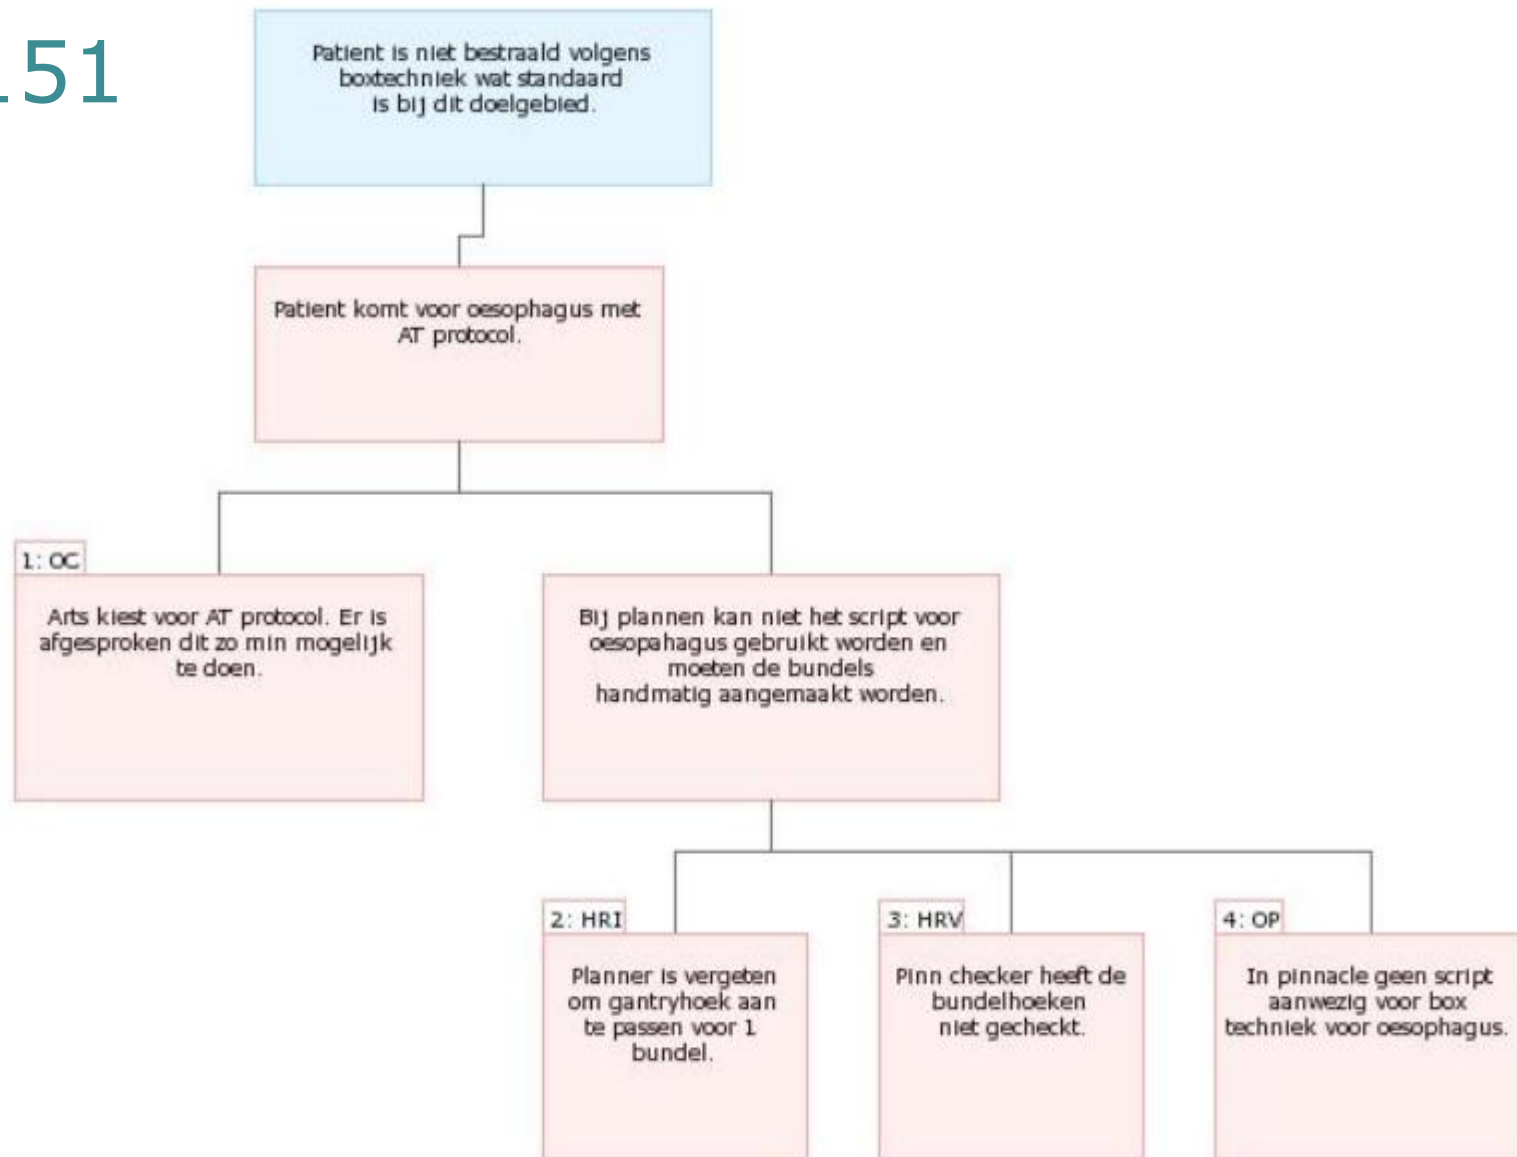 .51
Patient is niet bestraald volgens
boxtechniek wat standaard
is bij dit doelgebied.
Patient komt voor oesophagus met
AT protocol.
1: OC
Arts kiest voor AT protocol. Er is
afgesproken dit zo min mogelijk
te doen.
Bij plannen kan niet het script voor
oesopahagus gebruikt worden en
moeten de bundels
handmatig aangemaakt worden.
2: HRI
Planner is vergeten
om gantryhoek aan
te passen voor 1
bundel.
3: HRV
Pinn checker heeft de
bundelhoeken
niet gecheckt.
4: OP
In pinnacle geen script
aanwezig voor box
techniek voor oesophagus.